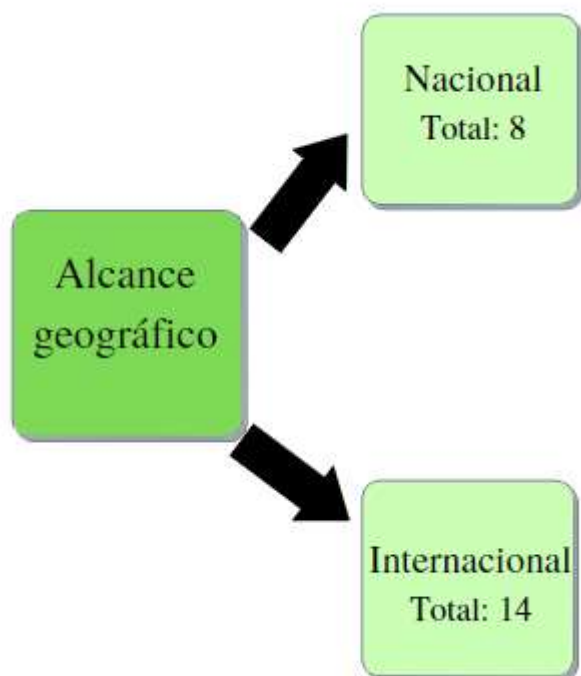 Nacional
Total: 8
Alcance
geográfico
Internacional
Total: 14